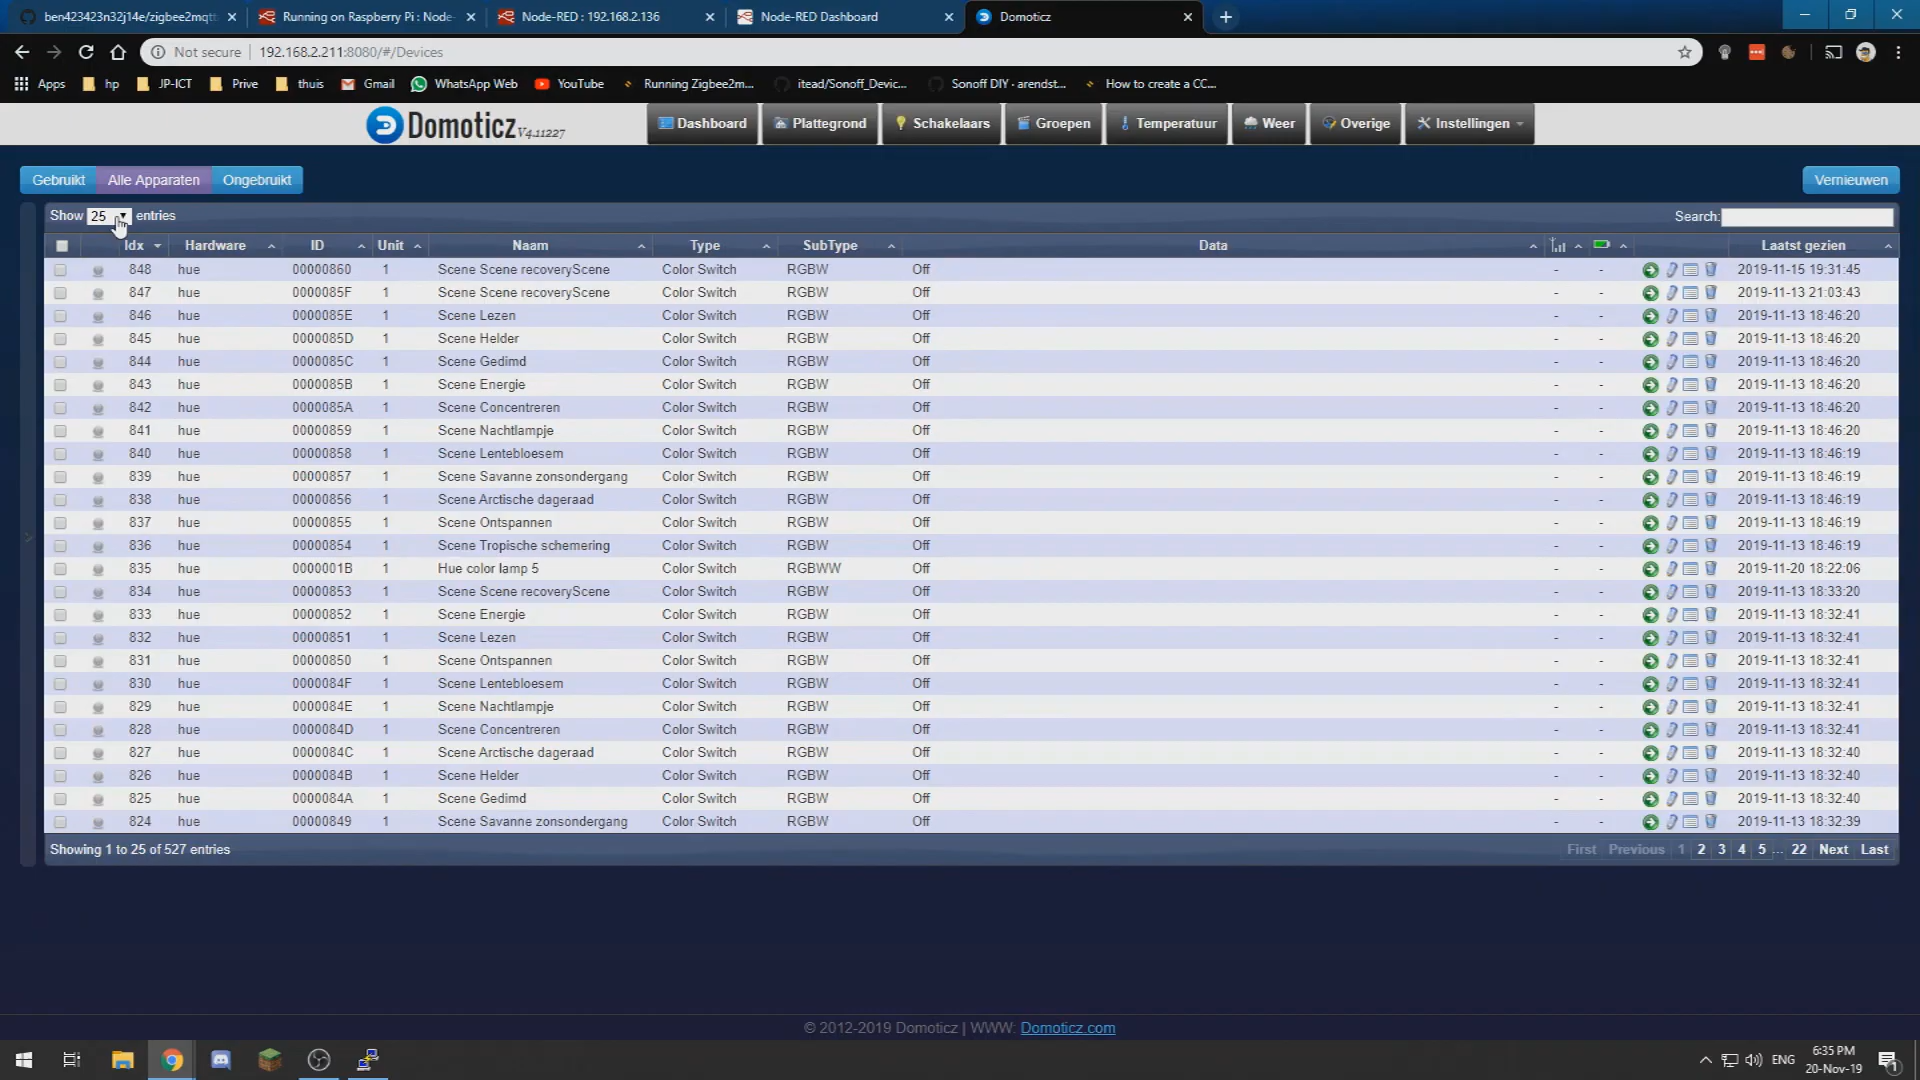 ben423423n32j14e/zigbee2mqtt Running on Raspberry Pi : Node- Node-RED : 192.168.2.136 Node-RED Dashboard Domoticz
Not secure 192.168.2.211:8080/#/Devices
Apps hp JP-ICT Prive thuis Gmail WhatsApp Web YouTube Running Zigbee2m... itead/Sonoff_Devic... Sonoff DIY - arendst... How to create a CC...
Domoticz V4.11227 Dashboard Plattegrond Schakelaars Groepen Temperatuur Weer Overige Instellingen
Gebruikt Alle Apparaten Ongebruikt Vernieuwen
Show 25 entries Search:
Idx Hardware ID Unit Naam Type SubType Data Laatst gezien
848 hue 00000860 1 Scene Scene recoveryScene Color Switch RGBW Off - - 2019-11-15 19:31:45
847 hue 0000085F 1 Scene Scene recoveryScene Color Switch RGBW Off - - 2019-11-13 21:03:43
846 hue 0000085E 1 Scene Lezen Color Switch RGBW Off - - 2019-11-13 18:46:20
845 hue 0000085D 1 Scene Helder Color Switch RGBW Off - - 2019-11-13 18:46:20
844 hue 0000085C 1 Scene Gedimd Color Switch RGBW Off - - 2019-11-13 18:46:20
843 hue 0000085B 1 Scene Energie Color Switch RGBW Off - - 2019-11-13 18:46:20
842 hue 0000085A 1 Scene Concentreren Color Switch RGBW Off - - 2019-11-13 18:46:20
841 hue 00000859 1 Scene Nachtlampje Color Switch RGBW Off - - 2019-11-13 18:46:20
840 hue 00000858 1 Scene Lentebloesem Color Switch RGBW Off - - 2019-11-13 18:46:19
839 hue 00000857 1 Scene Savanne zonsondergang Color Switch RGBW Off - - 2019-11-13 18:46:19
838 hue 00000856 1 Scene Arctische dageraad Color Switch RGBW Off - - 2019-11-13 18:46:19
837 hue 00000855 1 Scene Ontspannen Color Switch RGBW Off - - 2019-11-13 18:46:19
836 hue 00000854 1 Scene Tropische schemering Color Switch RGBW Off - - 2019-11-13 18:46:19
835 hue 0000001B 1 Hue color lamp 5 Color Switch RGBWW Off - - 2019-11-20 18:22:06
834 hue 00000853 1 Scene Scene recoveryScene Color Switch RGBW Off - - 2019-11-13 18:33:20
833 hue 00000852 1 Scene Energie Color Switch RGBW Off - - 2019-11-13 18:32:41
832 hue 00000851 1 Scene Lezen Color Switch RGBW Off - - 2019-11-13 18:32:41
831 hue 00000850 1 Scene Ontspannen Color Switch RGBW Off - - 2019-11-13 18:32:41
830 hue 0000084F 1 Scene Lentebloesem Color Switch RGBW Off - - 2019-11-13 18:32:41
829 hue 0000084E 1 Scene Nachtlampje Color Switch RGBW Off - - 2019-11-13 18:32:41
828 hue 0000084D 1 Scene Concentreren Color Switch RGBW Off - - 2019-11-13 18:32:41
827 hue 0000084C 1 Scene Arctische dageraad Color Switch RGBW Off - - 2019-11-13 18:32:40
826 hue 0000084B 1 Scene Helder Color Switch RGBW Off - - 2019-11-13 18:32:40
825 hue 0000084A 1 Scene Gedimd Color Switch RGBW Off - - 2019-11-13 18:32:40
824 hue 00000849 1 Scene Savanne zonsondergang Color Switch RGBW Off - - 2019-11-13 18:32:39
Showing 1 to 25 of 527 entries First Previous 1 2 3 4 5 ... 22 Next Last
© 2012-2019 Domoticz | WWW: Domoticz.com
ENG 6:35 PM
20-Nov-19 1